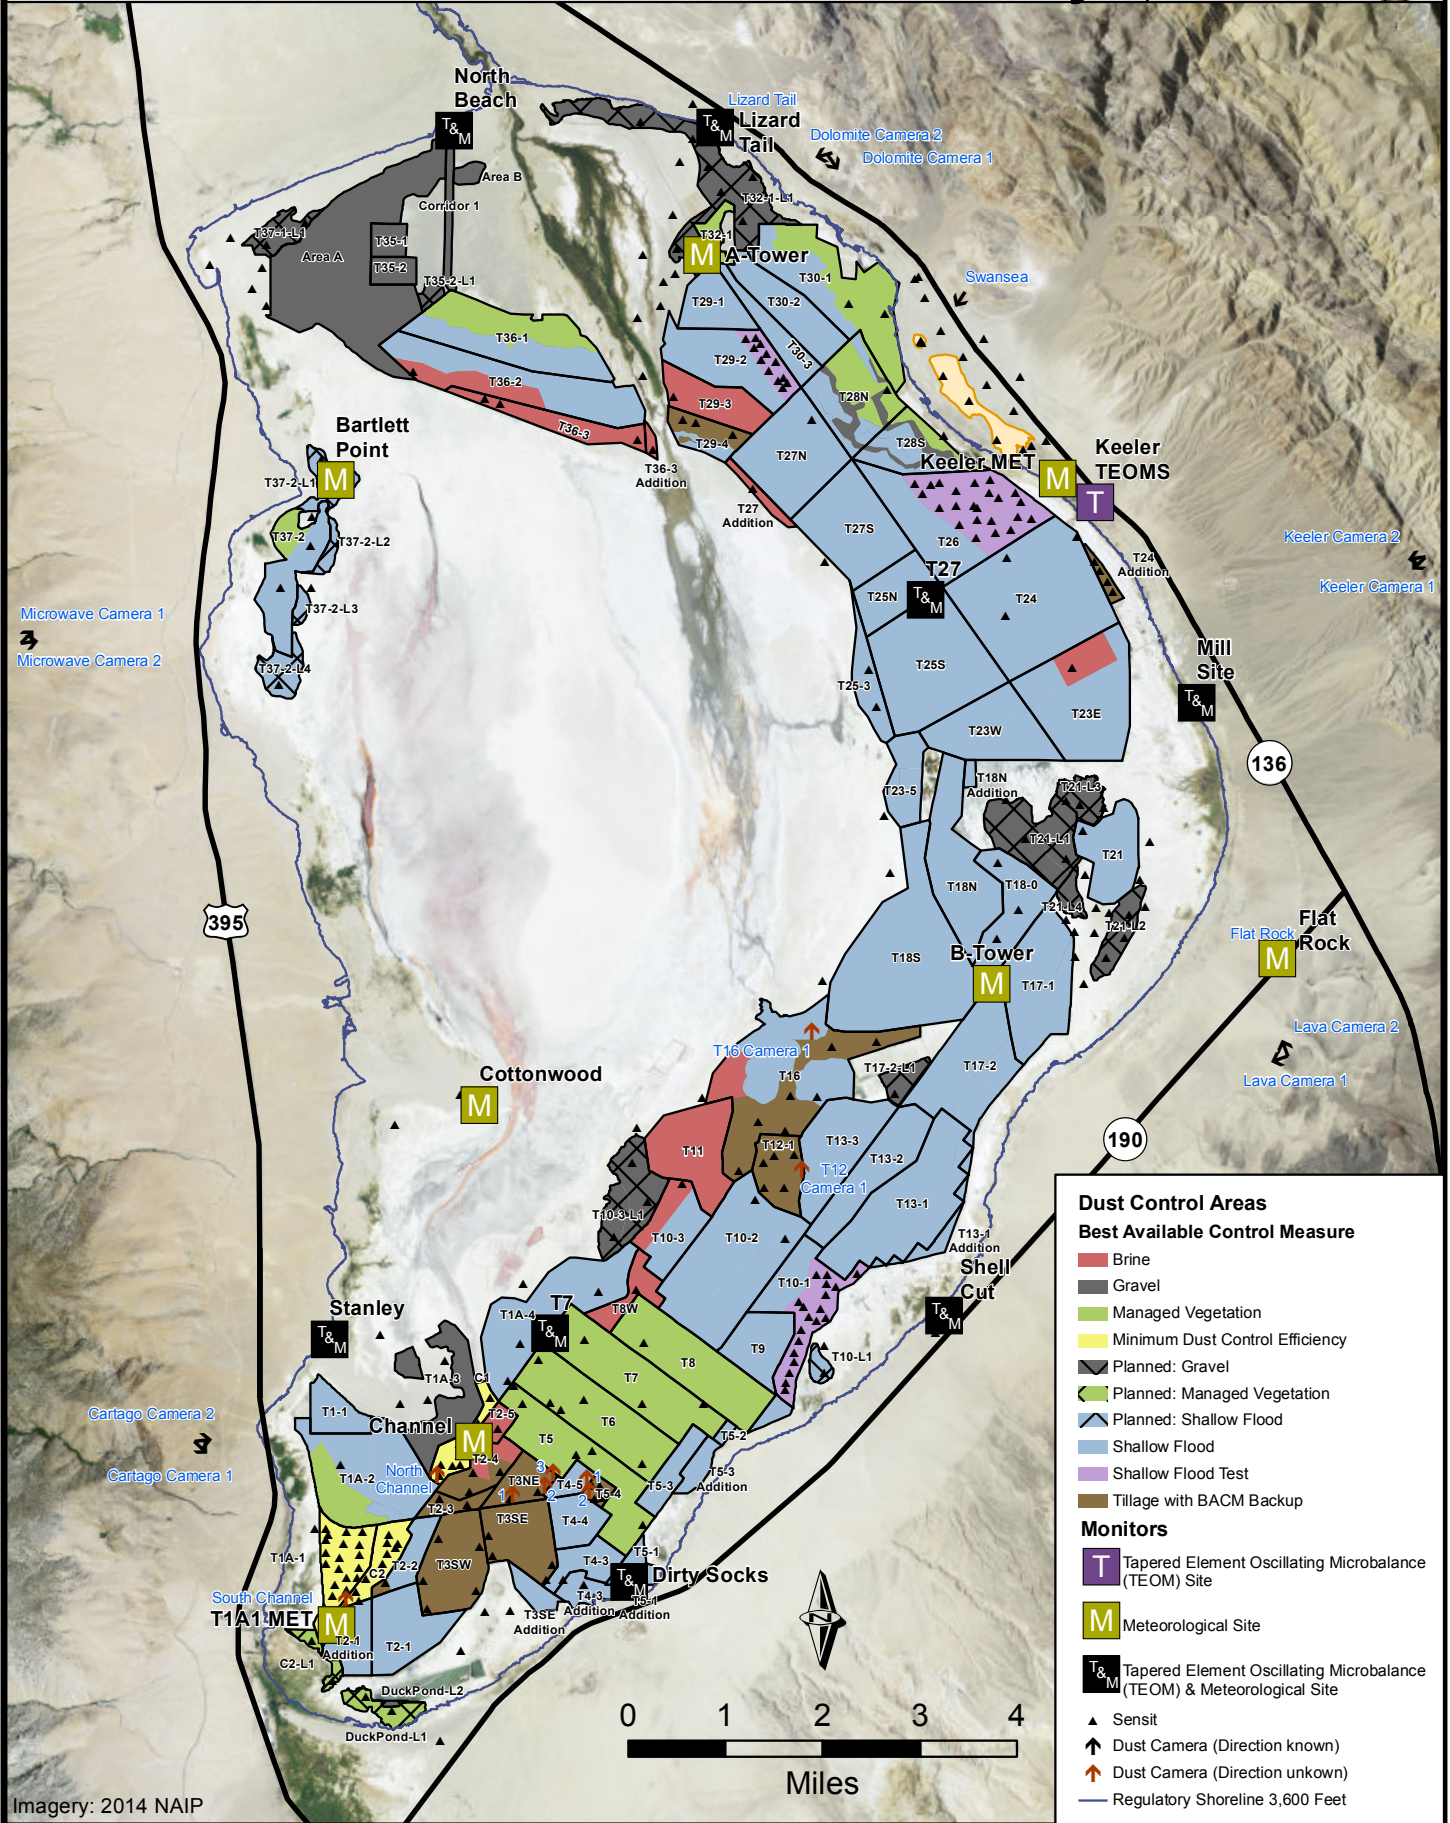 North
Beach
T&M
Lizard Tail
Lizard
Tail
T&M
Dolomite Camera 2
Dolomite Camera 1
Area B
Corridor 1
T32-1-L1
T37-1-L1
Area A
T35-1
T35-2
T35-2-L1
T32-1
M
A-Tower
T30-1
Swansea
T29-1
T30-2
T36-1
T30-3
T29-2
T36-2
T28N
T29-3
T36-3
T29-4
T28S
Bartlett
Point
M
T27N
Keeler MET
M
Keeler
TEOMS
T
T36-3
Addition
T37-2-L1
T27
Addition
T27S
T26
T37-2
T37-2-L2
Keeler Camera 2
Keeler Camera 1
T24
Addition
T27
T&M
T25N
T24
T37-2-L3
Microwave Camera 1
Microwave Camera 2
T37-2-L4
T25S
Mill
Site
T&M
T25-3
T23E
T23W
136
T23-5
T18N
Addition
T21-L3
T21-L1
T21
T18N
T18-0
T21-L4
T21-L2
395
Flat Rock
Flat
Rock
M
T18S
B-Tower
M
T17-1
Lava Camera 2
Lava Camera 1
T16 Camera 1
T16
T17-2-L1
T17-2
Cottonwood
M
190
T11
T12-1
T13-3
T13-2
T12
Camera 1
T13-1
T10-3-L1
T10-3
T10-2
T13-1
Addition
Shell
Cut
T&M
T10-1
Stanley
T&M
T1A-4
T7
T&M
T8W
T9
T10-L1
T8
T7
T1A-3
C1
T6
T1-1
T2-5
Channel
M
T5
T5-2
Cartago Camera 2
Cartago Camera 1
T2-4
T1A-2
North
Channel
T3NE
3
2
1
T4-5
1
2
T5-4
T5-3
T5-3
Addition
T2-3
T3SE
T4-4
T1A-1
T2-2
C2
T3SW
T4-3
T5-1
South Channel
T1A1 MET
M
T&M
Dirty Socks
T4-3
Addition
T5-1
Addition
T3SE
Addition
T2-1
Addition
T2-1
C2-L1
DuckPond-L2
DuckPond-L1
N
0 1 2 3 4
Miles
Imagery: 2014 NAIP
Dust Control Areas
Best Available Control Measure
Brine
Gravel
Managed Vegetation
Minimum Dust Control Efficiency
Planned: Gravel
Planned: Managed Vegetation
Planned: Shallow Flood
Shallow Flood
Shallow Flood Test
Tillage with BACM Backup
Monitors
T
Tapered Element Oscillating Microbalance
(TEOM) Site
M
Meteorological Site
T&M
Tapered Element Oscillating Microbalance
(TEOM) & Meteorological Site
Sensit
Dust Camera (Direction known)
Dust Camera (Direction unkown)
Regulatory Shoreline 3,600 Feet